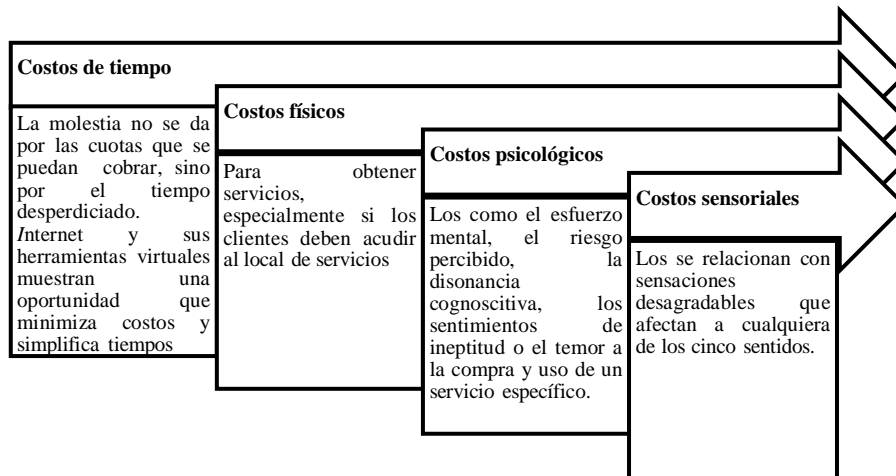 Costos de tiempo
La molestia no se da
por las cuotas que se
puedan cobrar, sino
por el tiempo
desperdiciado.
Internet y sus
herramientas virtuales
muestran una
oportunidad que
minimiza costos y
simplifica tiempos
Costos físicos
Para obtener
servicios,
especialmente si los
clientes deben acudir
al local de servicios
Costos psicológicos
Los como el esfuerzo
mental, el riesgo
percibido, la
disonancia
cognoscitiva, los
sentimientos de
ineptitud o el temor a
la compra y uso de un
servicio específico.
Costos sensoriales
Los se relacionan con
sensaciones
desagradables que
afectan a cualquiera
de los cinco sentidos.